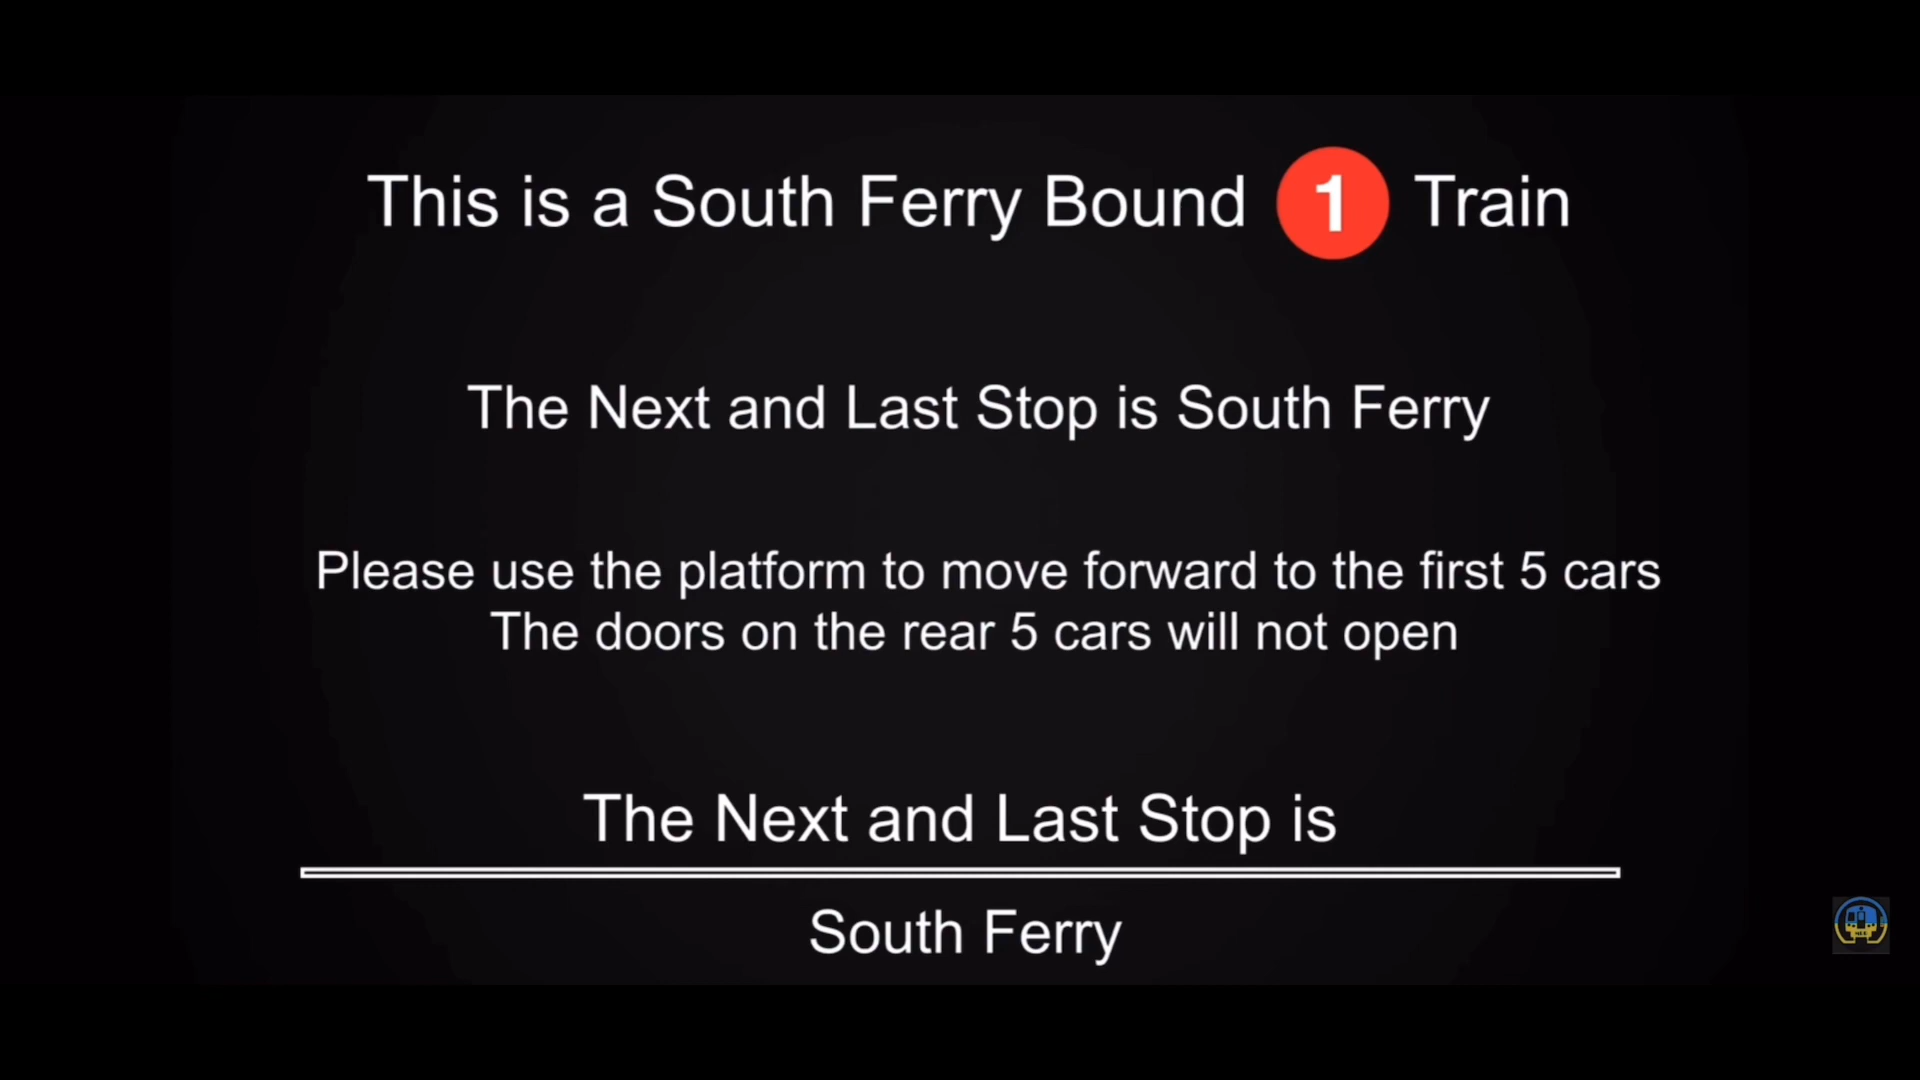 This is a South Ferry Bound 1 Train
The Next and Last Stop is South Ferry
Please use the platform to move forward to the first 5 cars
The doors on the rear 5 cars will not open
The Next and Last Stop is
South Ferry